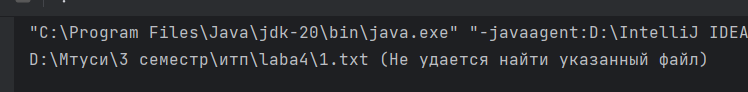 "C:\Program Files\Java\jdk-20\bin\java.exe" "-javaagent:D:\IntelliJ IDEA
D:\Мтуси\3 семестр\итп\laba4\1.txt (Не удается найти указанный файл)